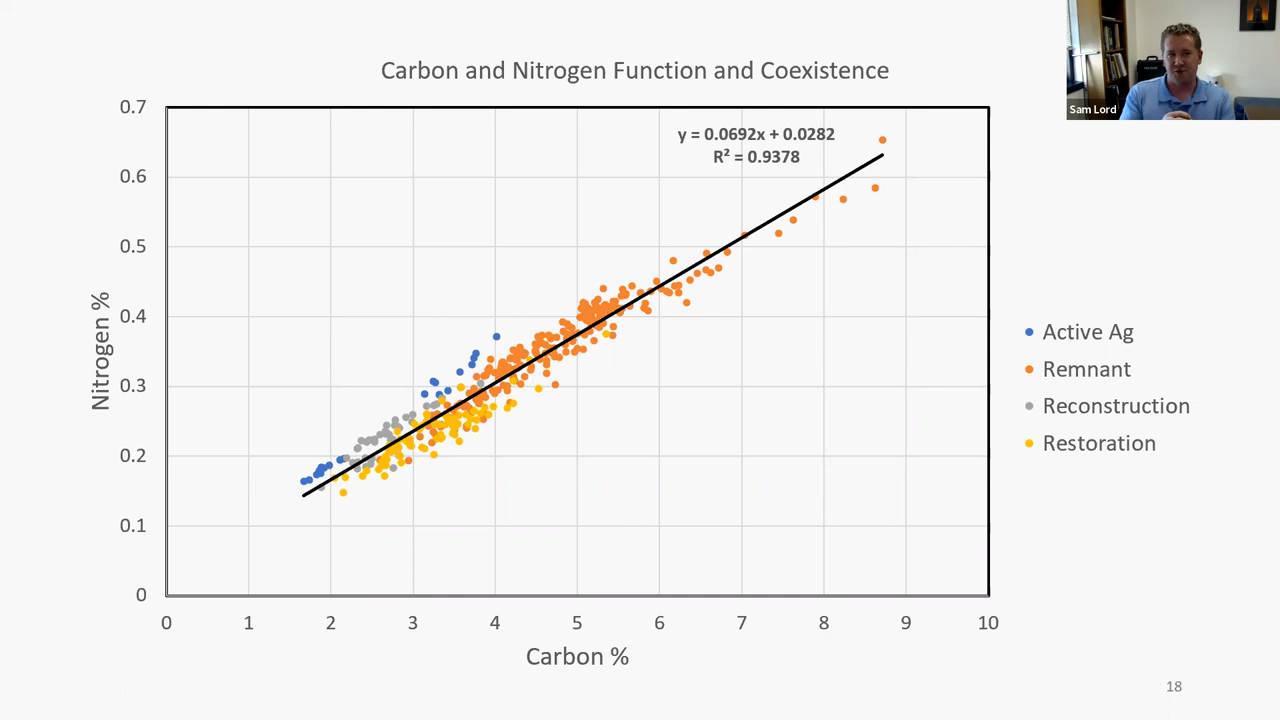 Carbon and Nitrogen Function and Coexistence
Sam Lord
y = 0.0692x + 0.0282
R² = 0.9378
0.7
0.6
0.5
0.4
0.3
0.2
0.1
0
Nitrogen %
0 1 2 3 4 5 6 7 8 9 10
Carbon %
Active Ag
Remnant
Reconstruction
Restoration
18